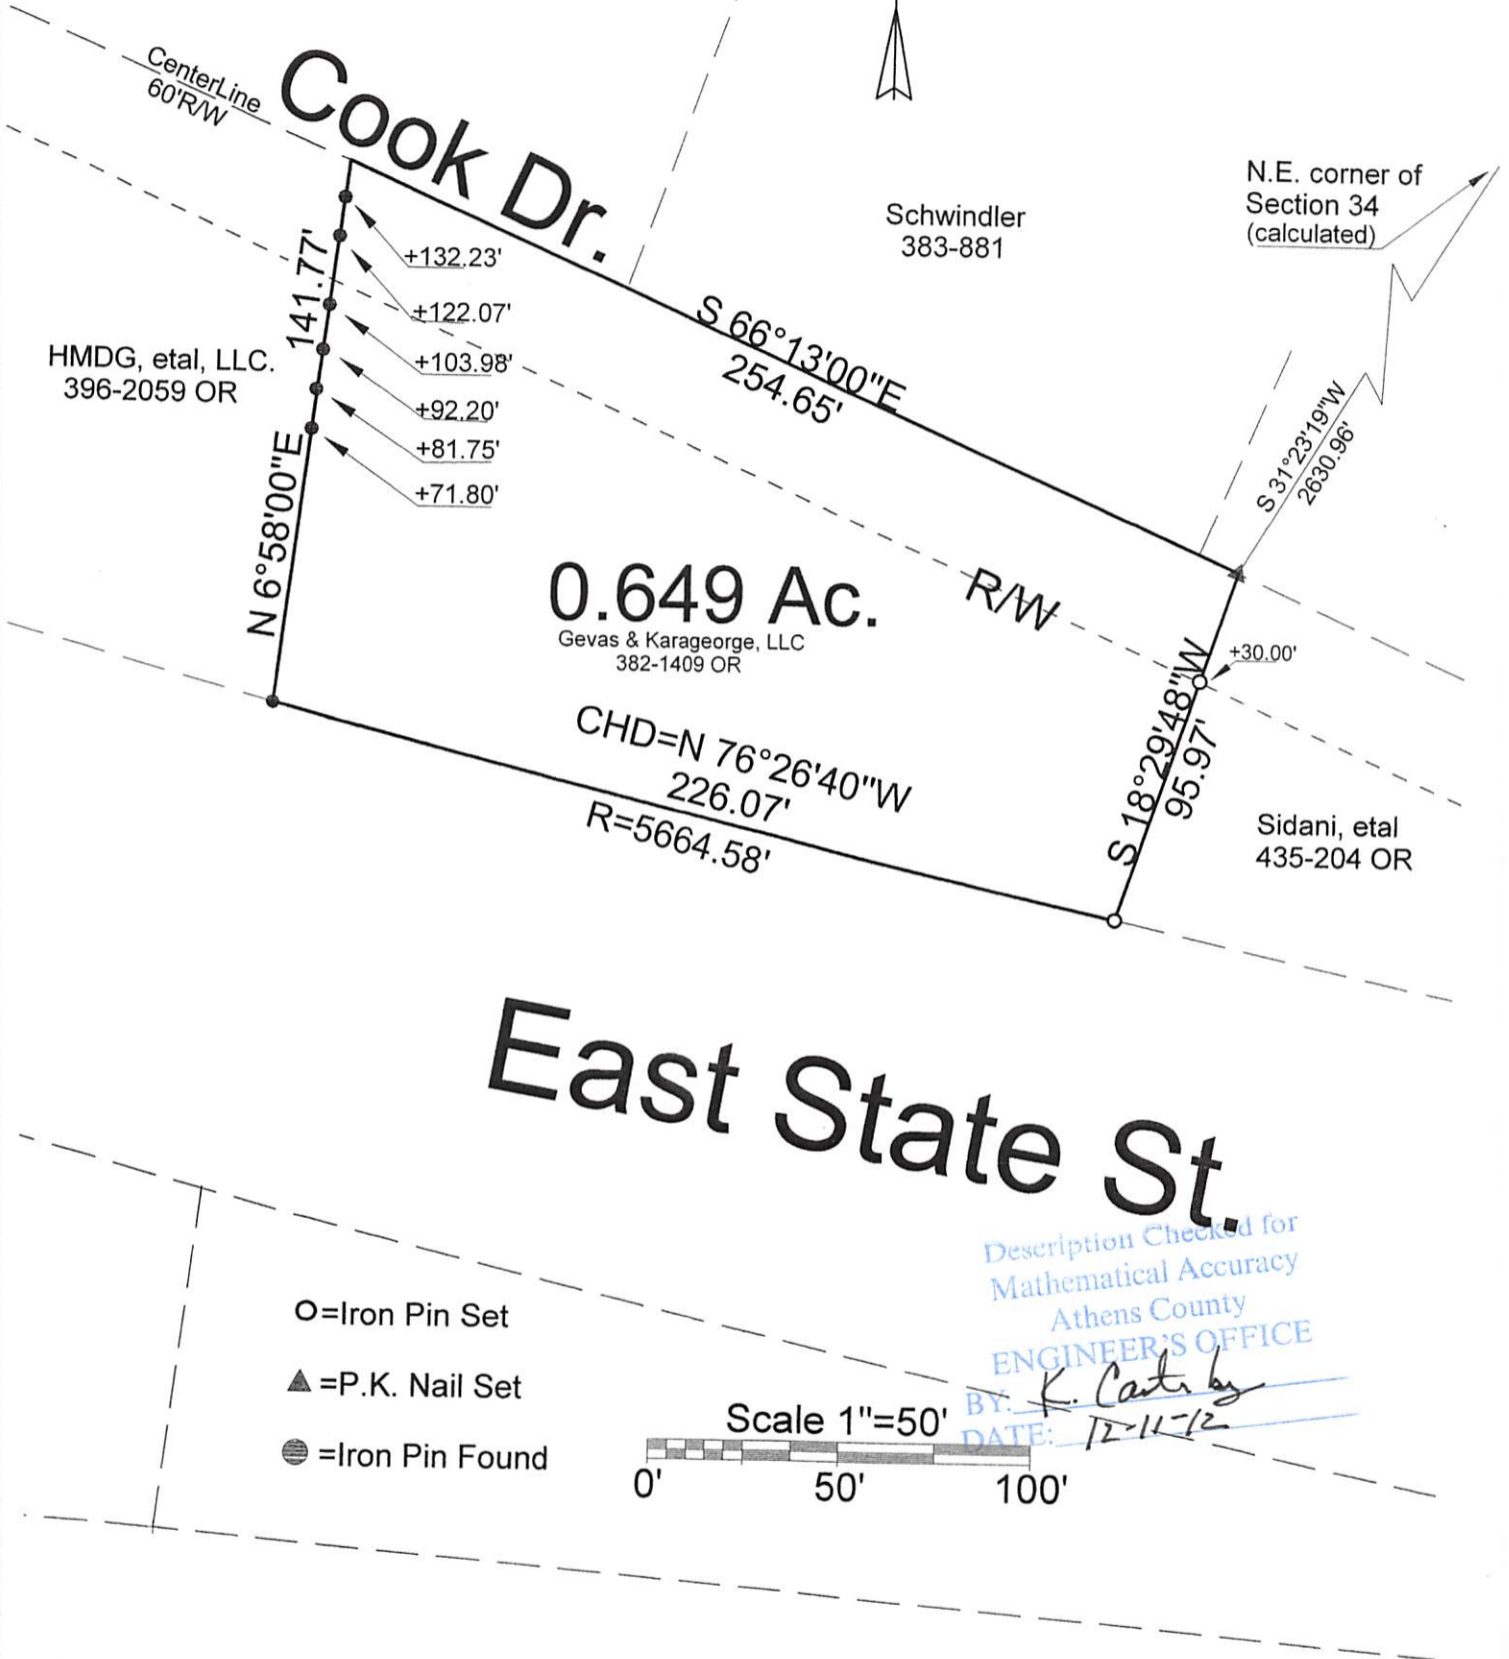 CenterLine
60'R/W
Cook Dr.
N.E. corner of
Section 34
(calculated)
Schwindler
383-881
+132.23'
+122.07'
+103.98'
+92.20'
+81.75'
+71.80'
141.77'
N 6°58'00"E
HMDG, etal, LLC.
396-2059 OR
S 66°13'00"E
254.65'
S 31°23'19"W
2630.96'
0.649 Ac.
Gevas & Karageorge, LLC
382-1409 OR
R/W
+30.00'
S 18°29'48"W
95.97'
CHD=N 76°26'40"W
226.07'
R=5664.58'
Sidani, etal
435-204 OR
East State St.
Description Checked for
Mathematical Accuracy
Athens County
ENGINEER'S OFFICE
BY: K.
DATE: 12-11-12
O=Iron Pin Set
=P.K. Nail Set
=Iron Pin Found
Scale 1"=50'
0' 50' 100'